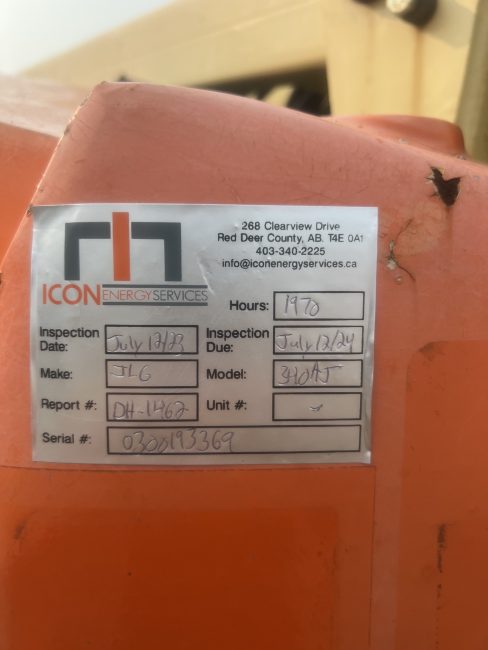 268 Clearview Drive
Red Deer County, AB. T4E 0A1
403-340-2225
info@iconenergyservices.ca
ICON ENERGY SERVICES
Hours: 1970
Inspection Date: July 12/23 Inspection Due: July 12/24
Make: JLG Model: 340AJ
Report #: DH-1462 Unit #:
Serial #: 0300193369